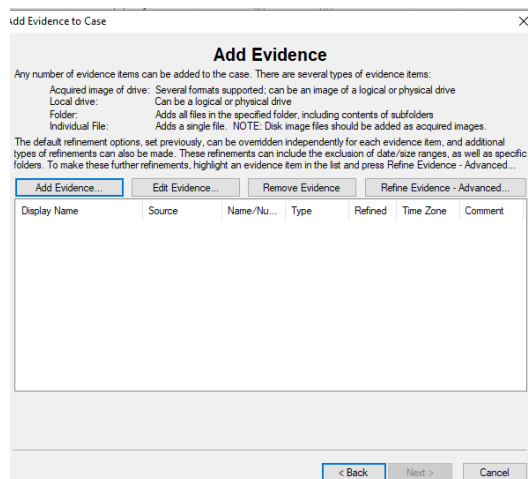 Add Evidence to Case
Add Evidence
Any number of evidence items can be added to the case. There are several types of evidence items:
Acquired image of drive: Several formats supported; can be an image of a logical or physical drive
Local drive: Can be a logical or physical drive
Folder: Adds all files in the specified folder, including contents of subfolders
Individual File: Adds a single file. NOTE: Disk image files should be added as acquired images.
The default refinement options, set previously, can be overridden independently for each evidence item, and additional
types of refinements can also be made. These refinements can include the exclusion of date/size ranges, as well as specific
folders. To make these further refinements, highlight an evidence item in the list and press Refine Evidence - Advanced...
Add Evidence... Edit Evidence... Remove Evidence Refine Evidence - Advanced...
Display Name Source Name/Nu... Type Refined Time Zone Comment
< Back Next > Cancel